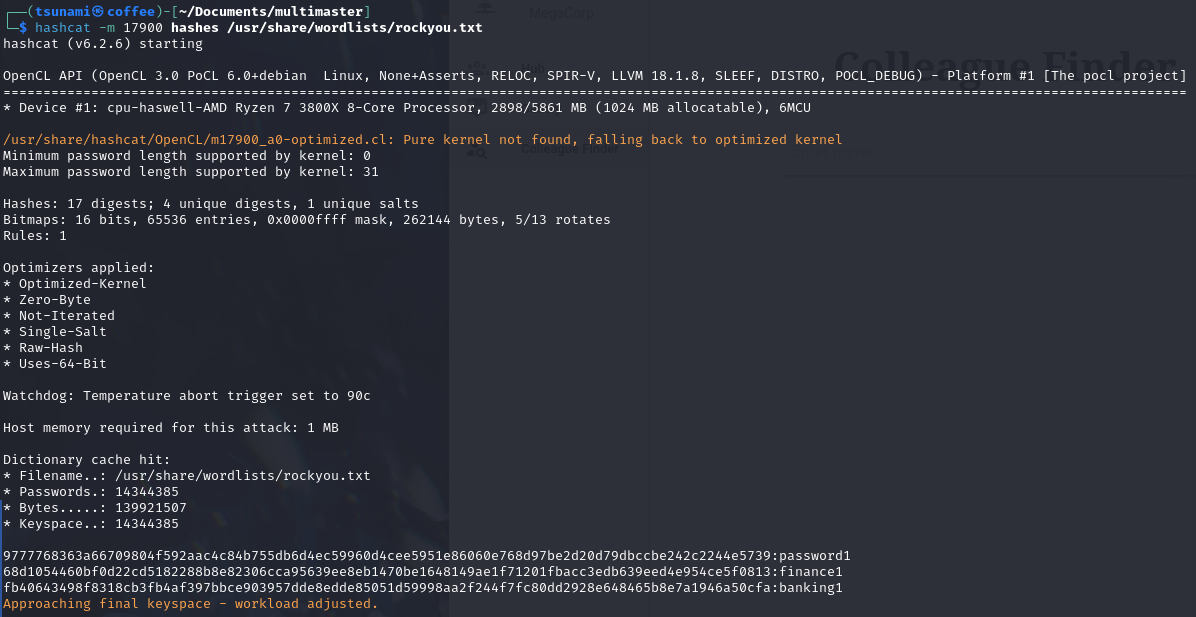 MegaCorp
┌──(tsunami㉿coffee)-[~/Documents/multimaster]
└─$ hashcat -m 17900 hashes /usr/share/wordlists/rockyou.txt
hashcat (v6.2.6) starting
Colleague Finder
Hub
OpenCL API (OpenCL 3.0 PoCL 6.0+debian  Linux, None+Asserts, RELOC, SPIR-V, LLVM 18.1.8, SLEEF, DISTRO, POCL_DEBUG) - Platform #1 [The pocl project]
====================================================================================================================================================
* Device #1: cpu-haswell-AMD Ryzen 7 3800X 8-Core Processor, 2898/5861 MB (1024 MB allocatable), 6MCU
/usr/share/hashcat/OpenCL/m17900_a0-optimized.cl: Pure kernel not found, falling back to optimized kernel
Colleague Finder
Minimum password length supported by kernel: 0
Maximum password length supported by kernel: 31
Hashes: 17 digests; 4 unique digests, 1 unique salts
Bitmaps: 16 bits, 65536 entries, 0x0000ffff mask, 262144 bytes, 5/13 rotates
Rules: 1
Optimizers applied:
* Optimized-Kernel
* Zero-Byte
* Not-Iterated
* Single-Salt
* Raw-Hash
* Uses-64-Bit
Watchdog: Temperature abort trigger set to 90c
Host memory required for this attack: 1 MB
Dictionary cache hit:
* Filename..: /usr/share/wordlists/rockyou.txt
* Passwords.: 14344385
* Bytes.....: 139921507
* Keyspace..: 14344385
9777768363a66709804f592aac4c84b755db6d4ec59960d4cee5951e86060e768d97be2d20d79dbccbe242c2244e5739:password1
68d1054460bf0d22cd5182288b8e82306cca95639ee8eb1470be1648149ae1f71201fbacc3edb639eed4e954ce5f0813:finance1
fb40643498f8318cb3fb4af397bbce903957dde8edde85051d59998aa2f244f7fc80dd2928e648465b8e7a1946a50cfa:banking1
Approaching final keyspace - workload adjusted.